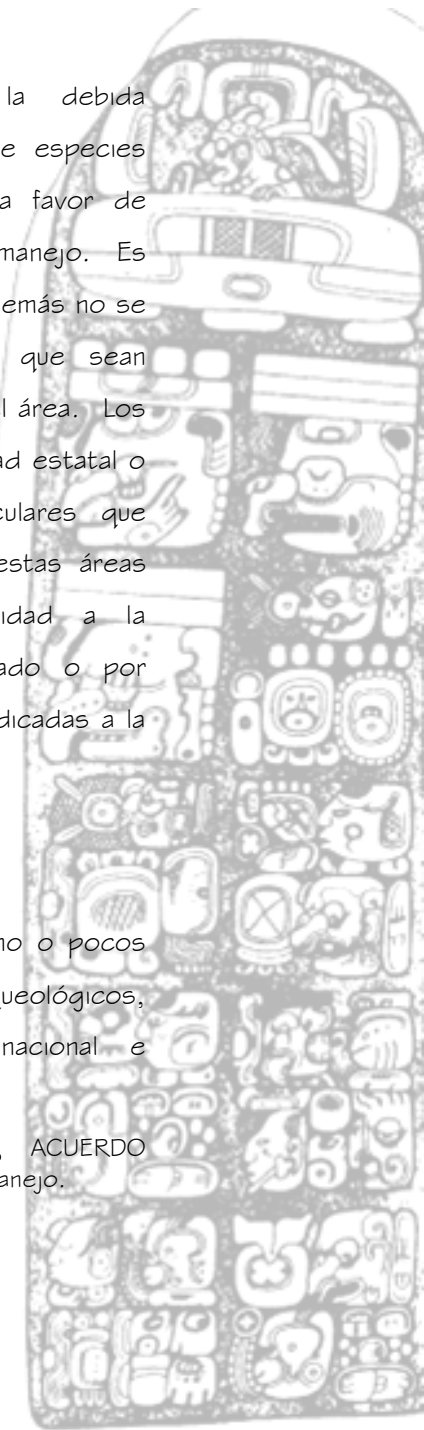 la debida
e especies
a favor de
manejo. Es
emás no se
que sean
l área. Los
ad estatal o
culares que
estas áreas
idad a la
ado o por
dicadas a la
no o pocos
queológicos,
nacional e
ACUERDO
anejo.